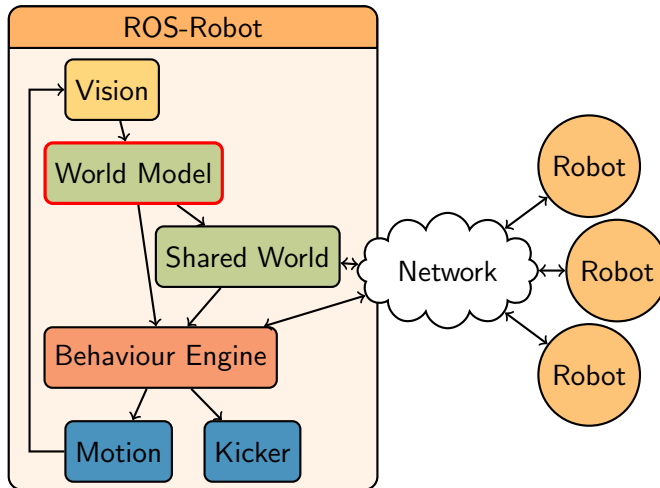 ROS-Robot
Vision
World Model
Shared World
Behaviour Engine
Motion
Kicker
Network
Robot
Robot
Robot